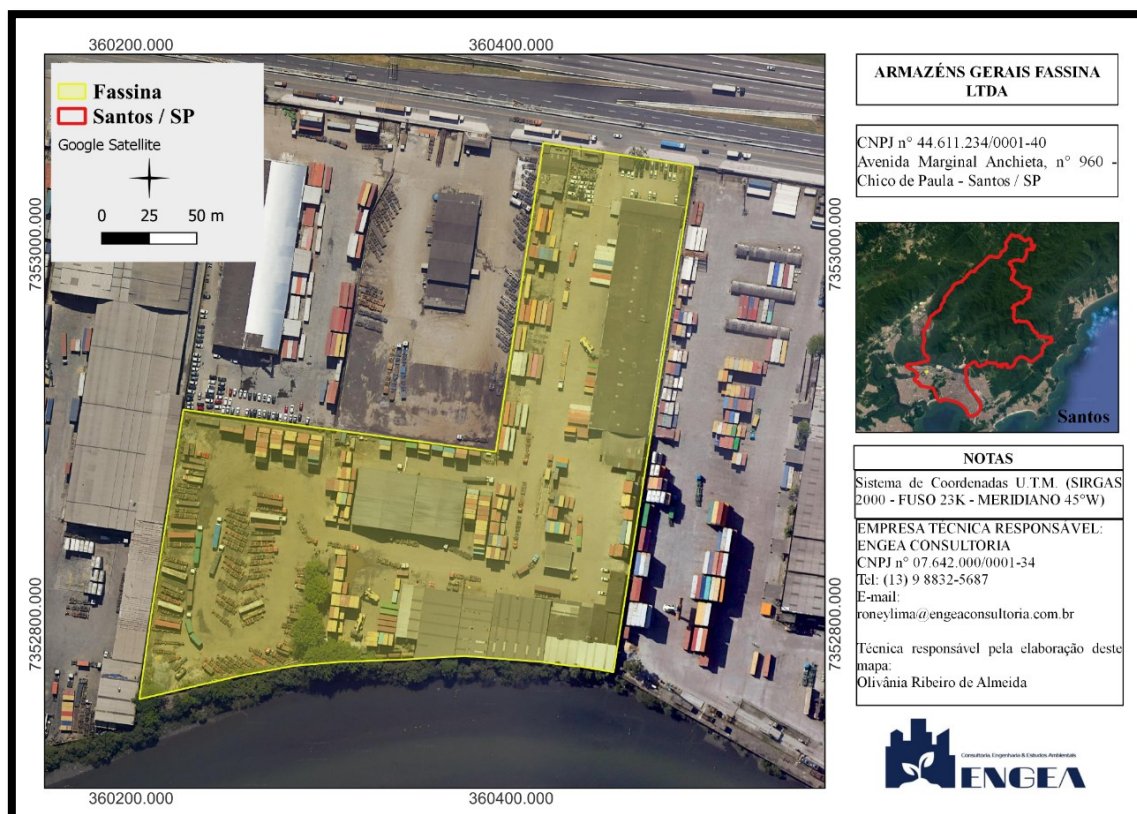 360200.000
360400.000
Fassina
Santos / SP
Google Satellite
0 25 50 m
7353000.000
7353000.000
7352800.000
7352800.000
360200.000
360400.000
ARMAZÉNS GERAIS FASSINA
LTDA
CNPJ n° 44.611.234/0001-40
Avenida Marginal Anchieta, n° 960 -
Chico de Paula - Santos / SP
Santos
NOTAS
Sistema de Coordenadas U.T.M. (SIRGAS
2000 - FUSO 23K - MERIDIANO 45°W)
EMPRESA TÉCNICA RESPONSÁVEL:
ENGEA CONSULTORIA
CNPJ n° 07.642.000/0001-34
Tel: (13) 9 8832-5687
E-mail:
roneylima@engeaconsultoria.com.br
Técnica responsável pela elaboração deste
mapa:
Olivânia Ribeiro de Almeida
Consultoria, Engenharia & Estudos Ambientais
ENGEA